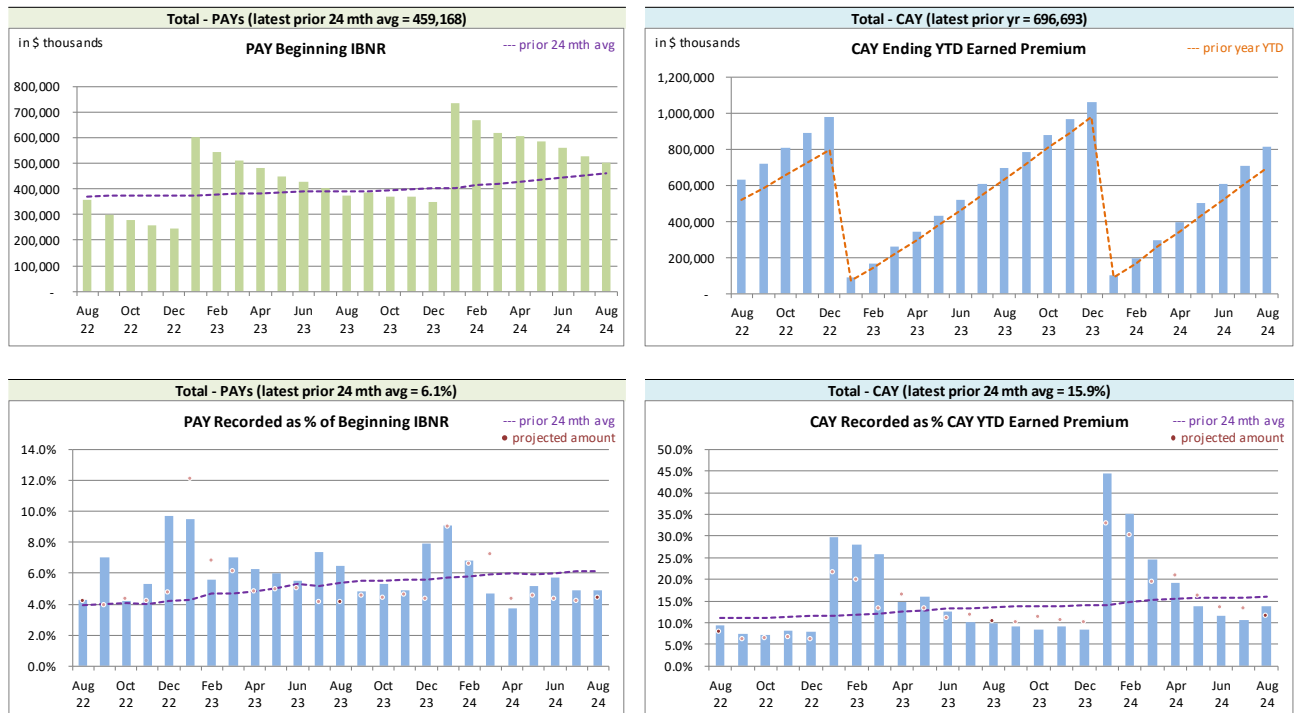 Total - PAYs (latest prior 24 mth avg = 459,168)
in $ thousands
PAY Beginning IBNR
--- prior 24 mth avg
800,000
700,000
600,000
500,000
400,000
300,000
200,000
100,000
-
Aug Oct Dec Feb Apr Jun Aug Oct Dec Feb Apr Jun Aug
22 22 22 23 23 23 23 23 23 24 24 24 24
Total - CAY (latest prior yr = 696,693)
in $ thousands
CAY Ending YTD Earned Premium
--- prior year YTD
1,200,000
1,000,000
800,000
600,000
400,000
200,000
-
Aug Oct Dec Feb Apr Jun Aug Oct Dec Feb Apr Jun Aug
22 22 22 23 23 23 23 23 23 24 24 24 24
Total - PAYs (latest prior 24 mth avg = 6.1%)
PAY Recorded as % of Beginning IBNR
--- prior 24 mth avg
• projected amount
14.0%
12.0%
10.0%
8.0%
6.0%
4.0%
2.0%
0.0%
Aug Oct Dec Feb Apr Jun Aug Oct Dec Feb Apr Jun Aug
22 22 22 23 23 23 23 23 23 24 24 24 24
Total - CAY (latest prior 24 mth avg = 15.9%)
CAY Recorded as % CAY YTD Earned Premium
--- prior 24 mth avg
• projected amount
50.0%
45.0%
40.0%
35.0%
30.0%
25.0%
20.0%
15.0%
10.0%
5.0%
0.0%
Aug Oct Dec Feb Apr Jun Aug Oct Dec Feb Apr Jun Aug
22 22 22 23 23 23 23 23 23 24 24 24 24